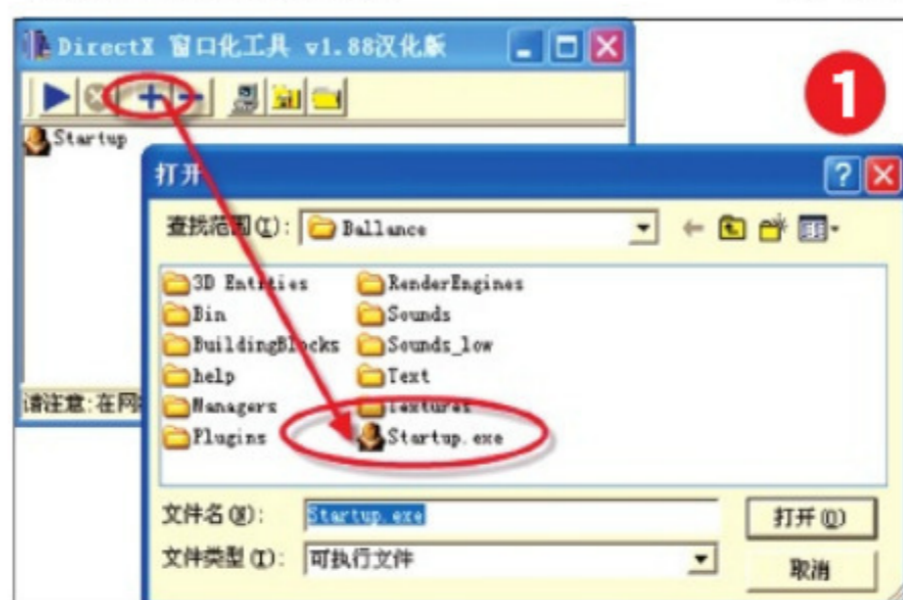 DirectX 窗口化工具 v1.88汉化版
1
Startup
打开
查找范围(I): Ballance
3D Entities RenderEngines
Bin Sounds
BuildingBlocks Sounds_low
help Text
Managers Textures
Plugins Startup.exe
请注意:在网
文件名(N): Startup.exe 打开(O)
文件类型(T): 可执行文件 取消